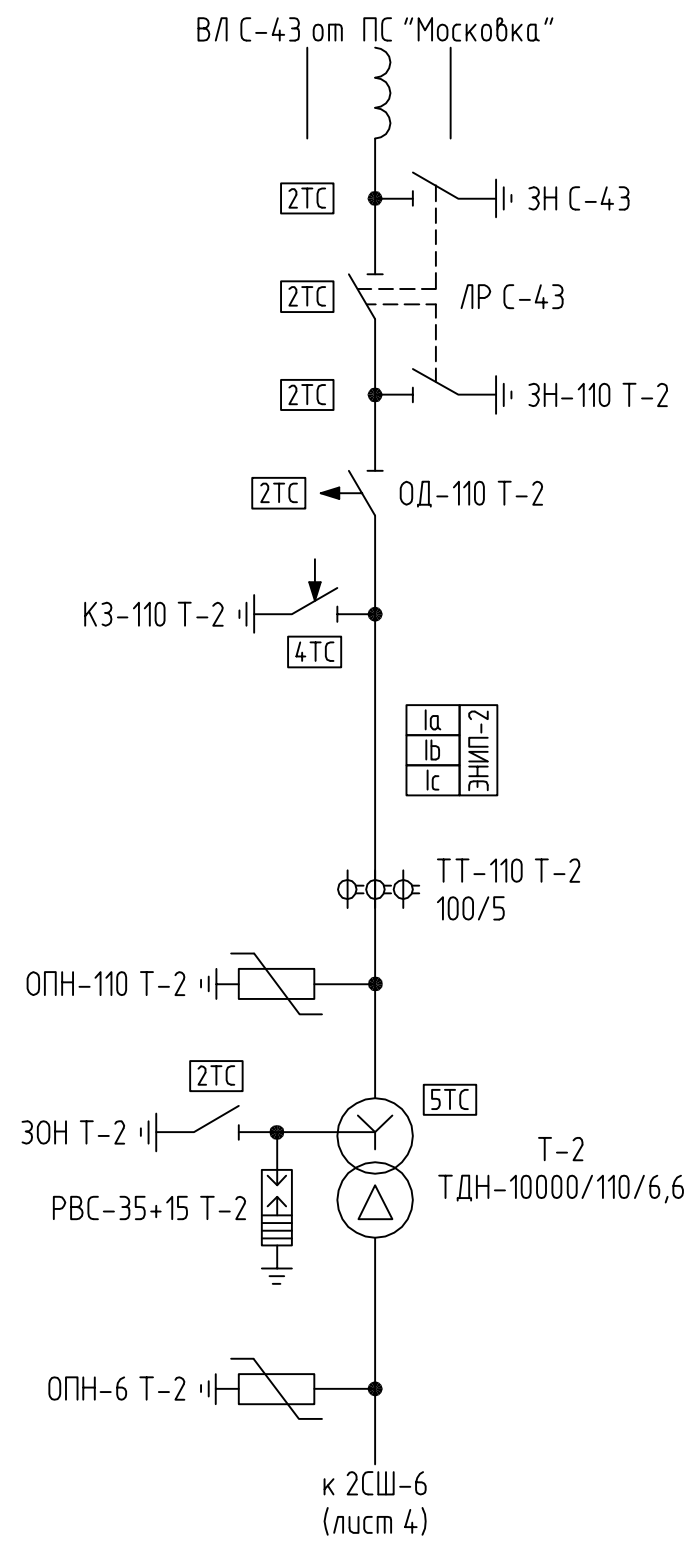 ВЛ С-43 от ПС "Московка"
2ТС
ЗН С-43
2ТС
ЛР С-43
2ТС
ЗН-110 Т-2
2ТС
ОД-110 Т-2
КЗ-110 Т-2
4ТС
Ia
Ib
Ic
ЭНИП-2
ТТ-110 Т-2
100/5
ОПН-110 Т-2
2ТС
5ТС
ЗОН Т-2
Т-2
ТДН-10000/110/6,6
РВС-35+15 Т-2
ОПН-6 Т-2
к 2СШ-6
(лист 4)